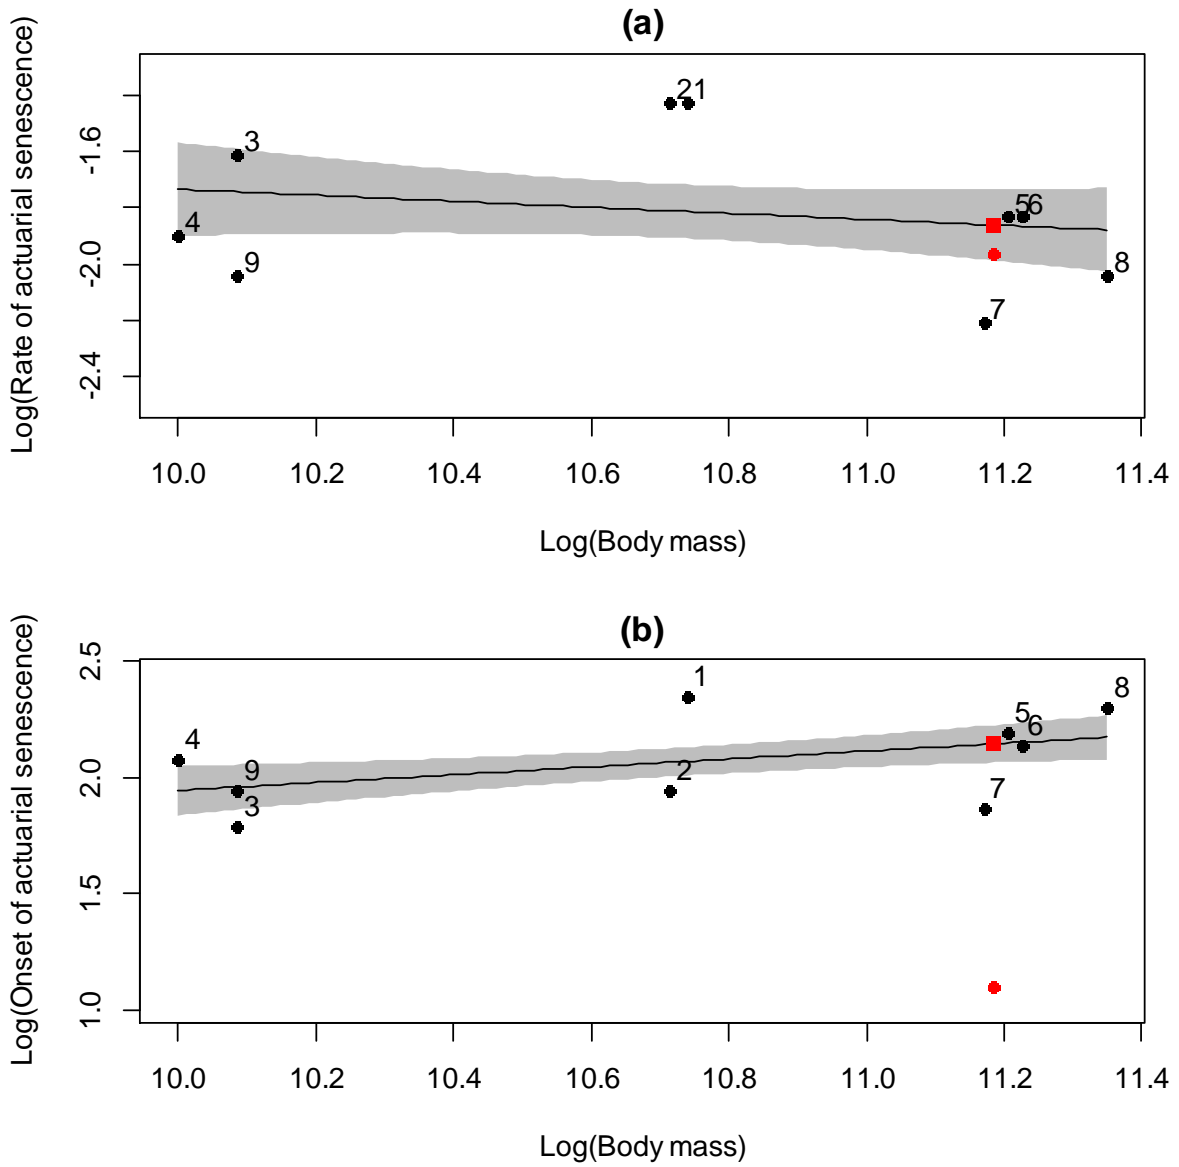 (a)
Log(Rate of actuarial senescence)
-1.6
-2.0
-2.4
21
3
4
9
56
8
7
10.0 10.2 10.4 10.6 10.8 11.0 11.2 11.4
Log(Body mass)
(b)
Log(Onset of actuarial senescence)
2.5
2.0
1.5
1.0
1
8
5
6
4
9
2
3
7
10.0 10.2 10.4 10.6 10.8 11.0 11.2 11.4
Log(Body mass)